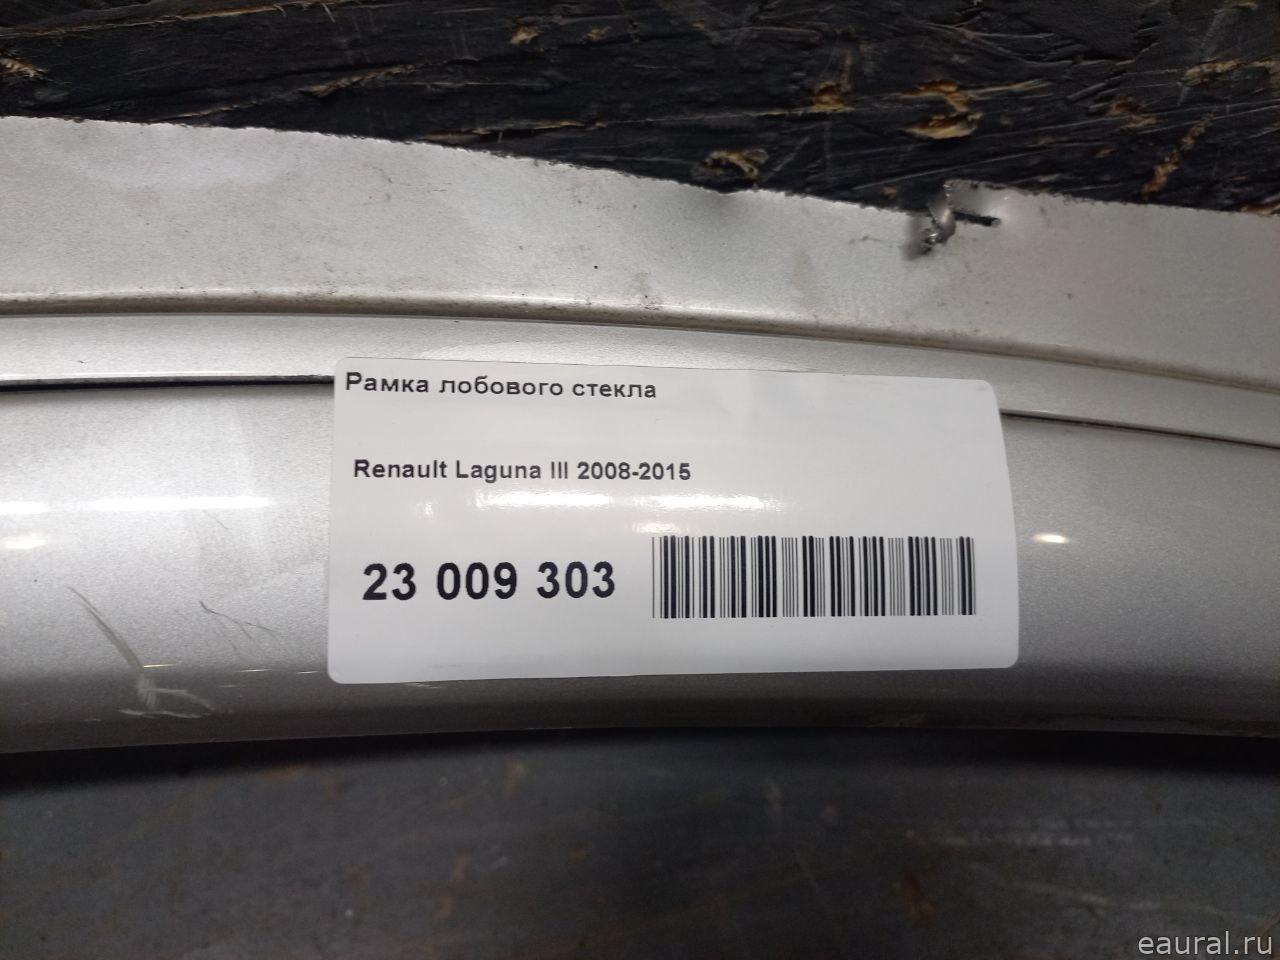 Рамка лобового стекла
Renault Laguna III 2008-2015
23 009 303
eaural.ru